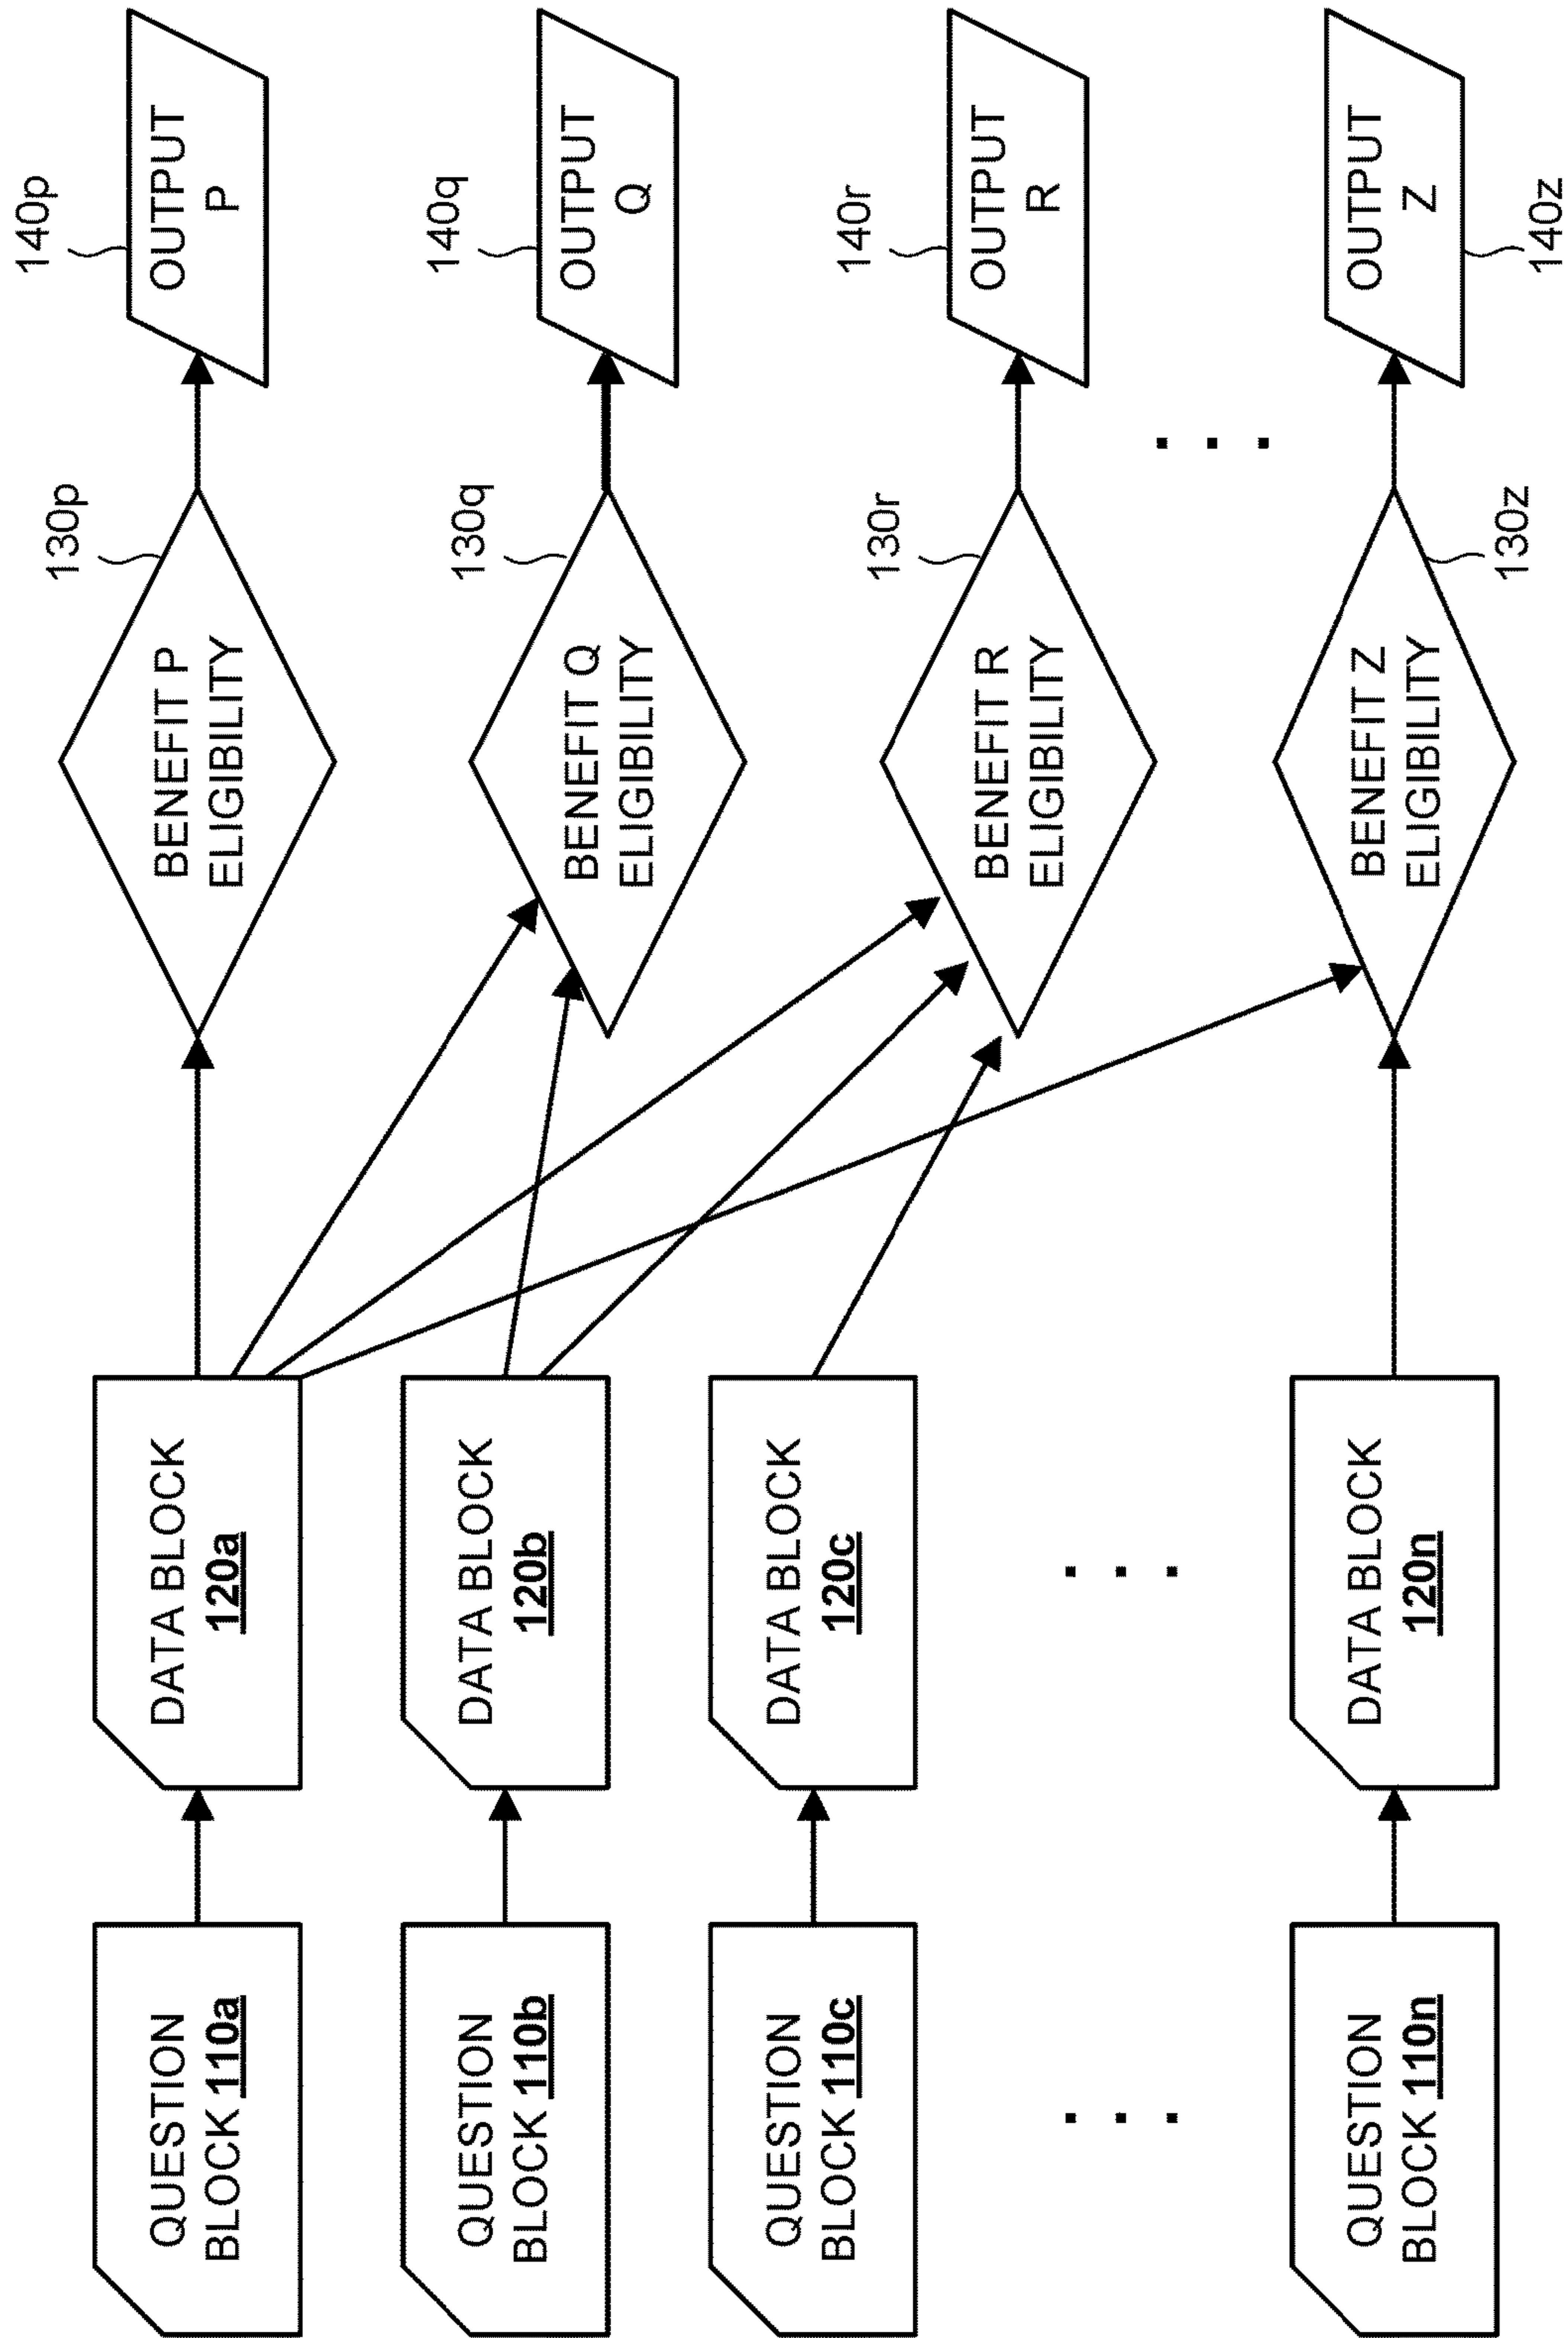 QUESTION
BLOCK 110a
DATA BLOCK
120a
BENEFIT P
ELIGIBILITY
130p
OUTPUT
P
140p
QUESTION
BLOCK 110b
DATA BLOCK
120b
BENEFIT Q
ELIGIBILITY
130q
OUTPUT
Q
140q
QUESTION
BLOCK 110c
DATA BLOCK
120c
BENEFIT R
ELIGIBILITY
130r
OUTPUT
R
140r
. . .
. . .
. . .
QUESTION
BLOCK 110n
DATA BLOCK
120n
BENEFIT Z
ELIGIBILITY
130z
OUTPUT
Z
140z